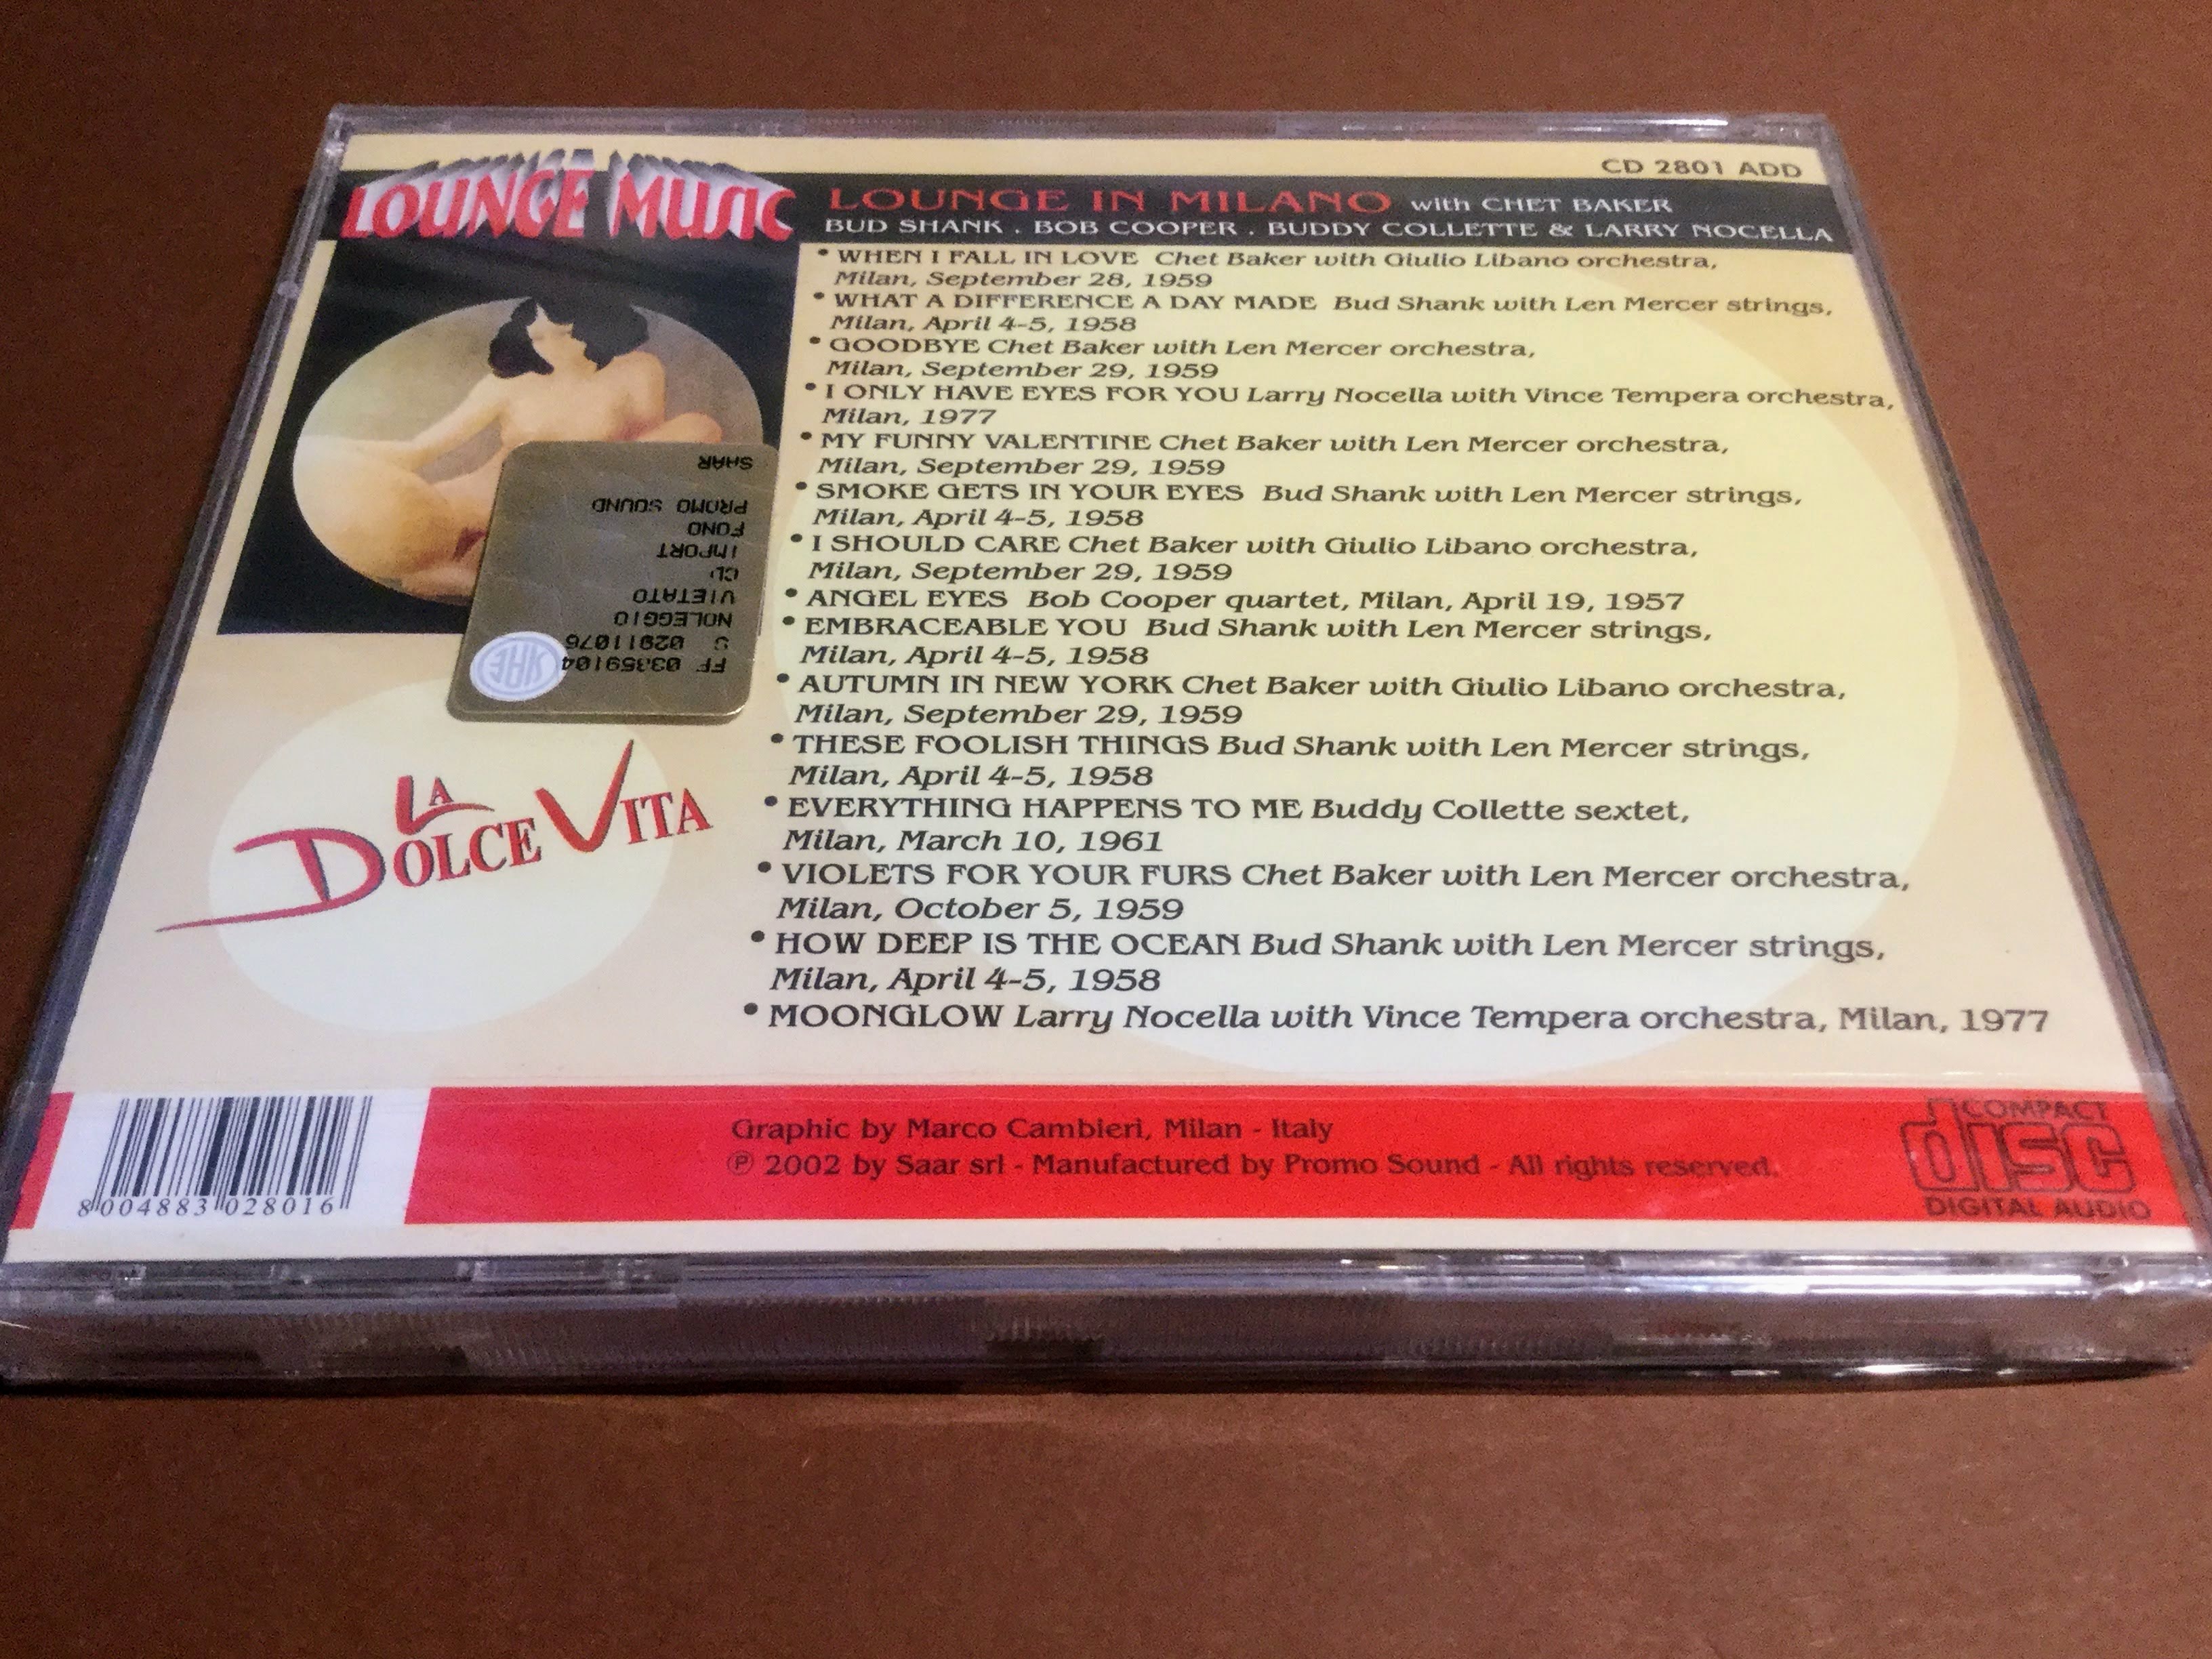 CD 2801 ADD
LOUNGE MUSIC
LOUNGE IN MILANO with CHET BAKER
BUD SHANK . BOB COOPER . BUDDY COLLETTE & LARRY NOCELLA
• WHEN I FALL IN LOVE Chet Baker with Giulio Libano orchestra,
Milan, September 28, 1959
• WHAT A DIFFERENCE A DAY MADE Bud Shank with Len Mercer strings,
Milan, April 4-5, 1958
• GOODBYE Chet Baker with Len Mercer orchestra,
Milan, September 29, 1959
• I ONLY HAVE EYES FOR YOU Larry Nocella with Vince Tempera orchestra,
Milan, 1977
• MY FUNNY VALENTINE Chet Baker with Len Mercer orchestra,
Milan, September 29, 1959
• SMOKE GETS IN YOUR EYES Bud Shank with Len Mercer strings,
Milan, April 4-5, 1958
• I SHOULD CARE Chet Baker with Giulio Libano orchestra,
Milan, September 29, 1959
• ANGEL EYES Bob Cooper quartet, Milan, April 19, 1957
• EMBRACEABLE YOU Bud Shank with Len Mercer strings,
Milan, April 4-5, 1958
• AUTUMN IN NEW YORK Chet Baker with Giulio Libano orchestra,
Milan, September 29, 1959
• THESE FOOLISH THINGS Bud Shank with Len Mercer strings,
Milan, April 4-5, 1958
• EVERYTHING HAPPENS TO ME Buddy Collette sextet,
Milan, March 10, 1961
• VIOLETS FOR YOUR FURS Chet Baker with Len Mercer orchestra,
Milan, October 5, 1959
• HOW DEEP IS THE OCEAN Bud Shank with Len Mercer strings,
Milan, April 4-5, 1958
• MOONGLOW Larry Nocella with Vince Tempera orchestra, Milan, 1977
FF 03359104
S 02911076
NOLEGGIO
VIETATO
CD
IMPORT
FONO
PROMO SOUND
SHAR
LA
DOLCE VITA
8 004883 028016
Graphic by Marco Cambieri, Milan - Italy
℗ 2002 by Saar srl - Manufactured by Promo Sound - All rights reserved.
COMPACT
disc
DIGITAL AUDIO